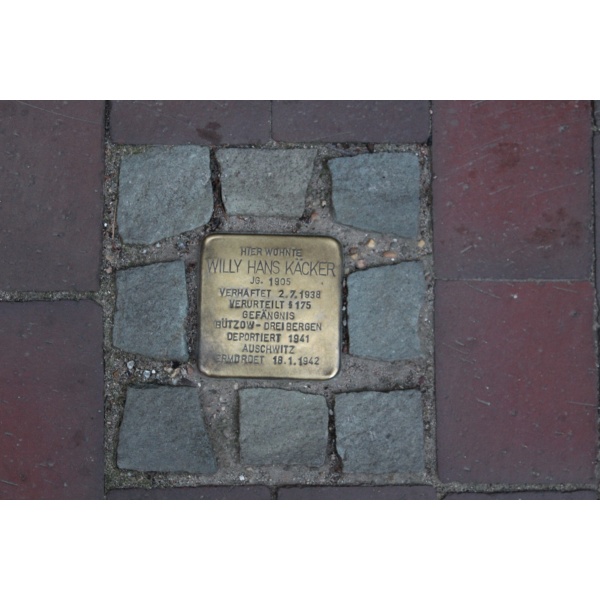 HIER WOHNTE
WILLY HANS KÄCKER
JG. 1905
VERHAFTET 2.7.1938
VERURTEILT §175
GEFÄNGNIS
BÜTZOW-DREIBERGEN
DEPORTIERT 1941
AUSCHWITZ
ERMORDET 18.1.1942